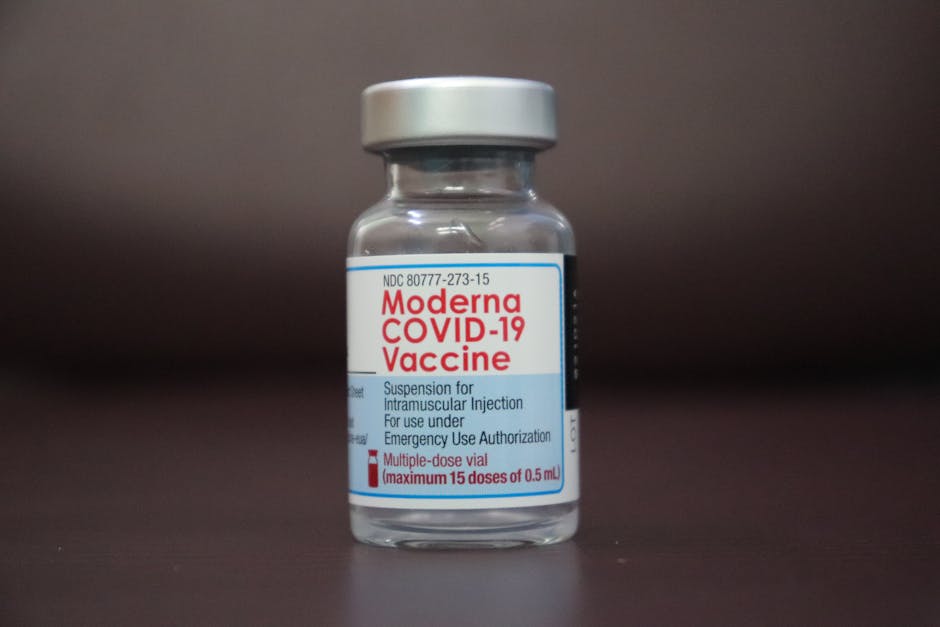 NDC 80777-273-15
Moderna
COVID-19
Vaccine
Suspension for
Intramuscular Injection
For use under
Emergency Use Authorization
Multiple-dose vial
(maximum 15 doses of 0.5 mL)
LOT